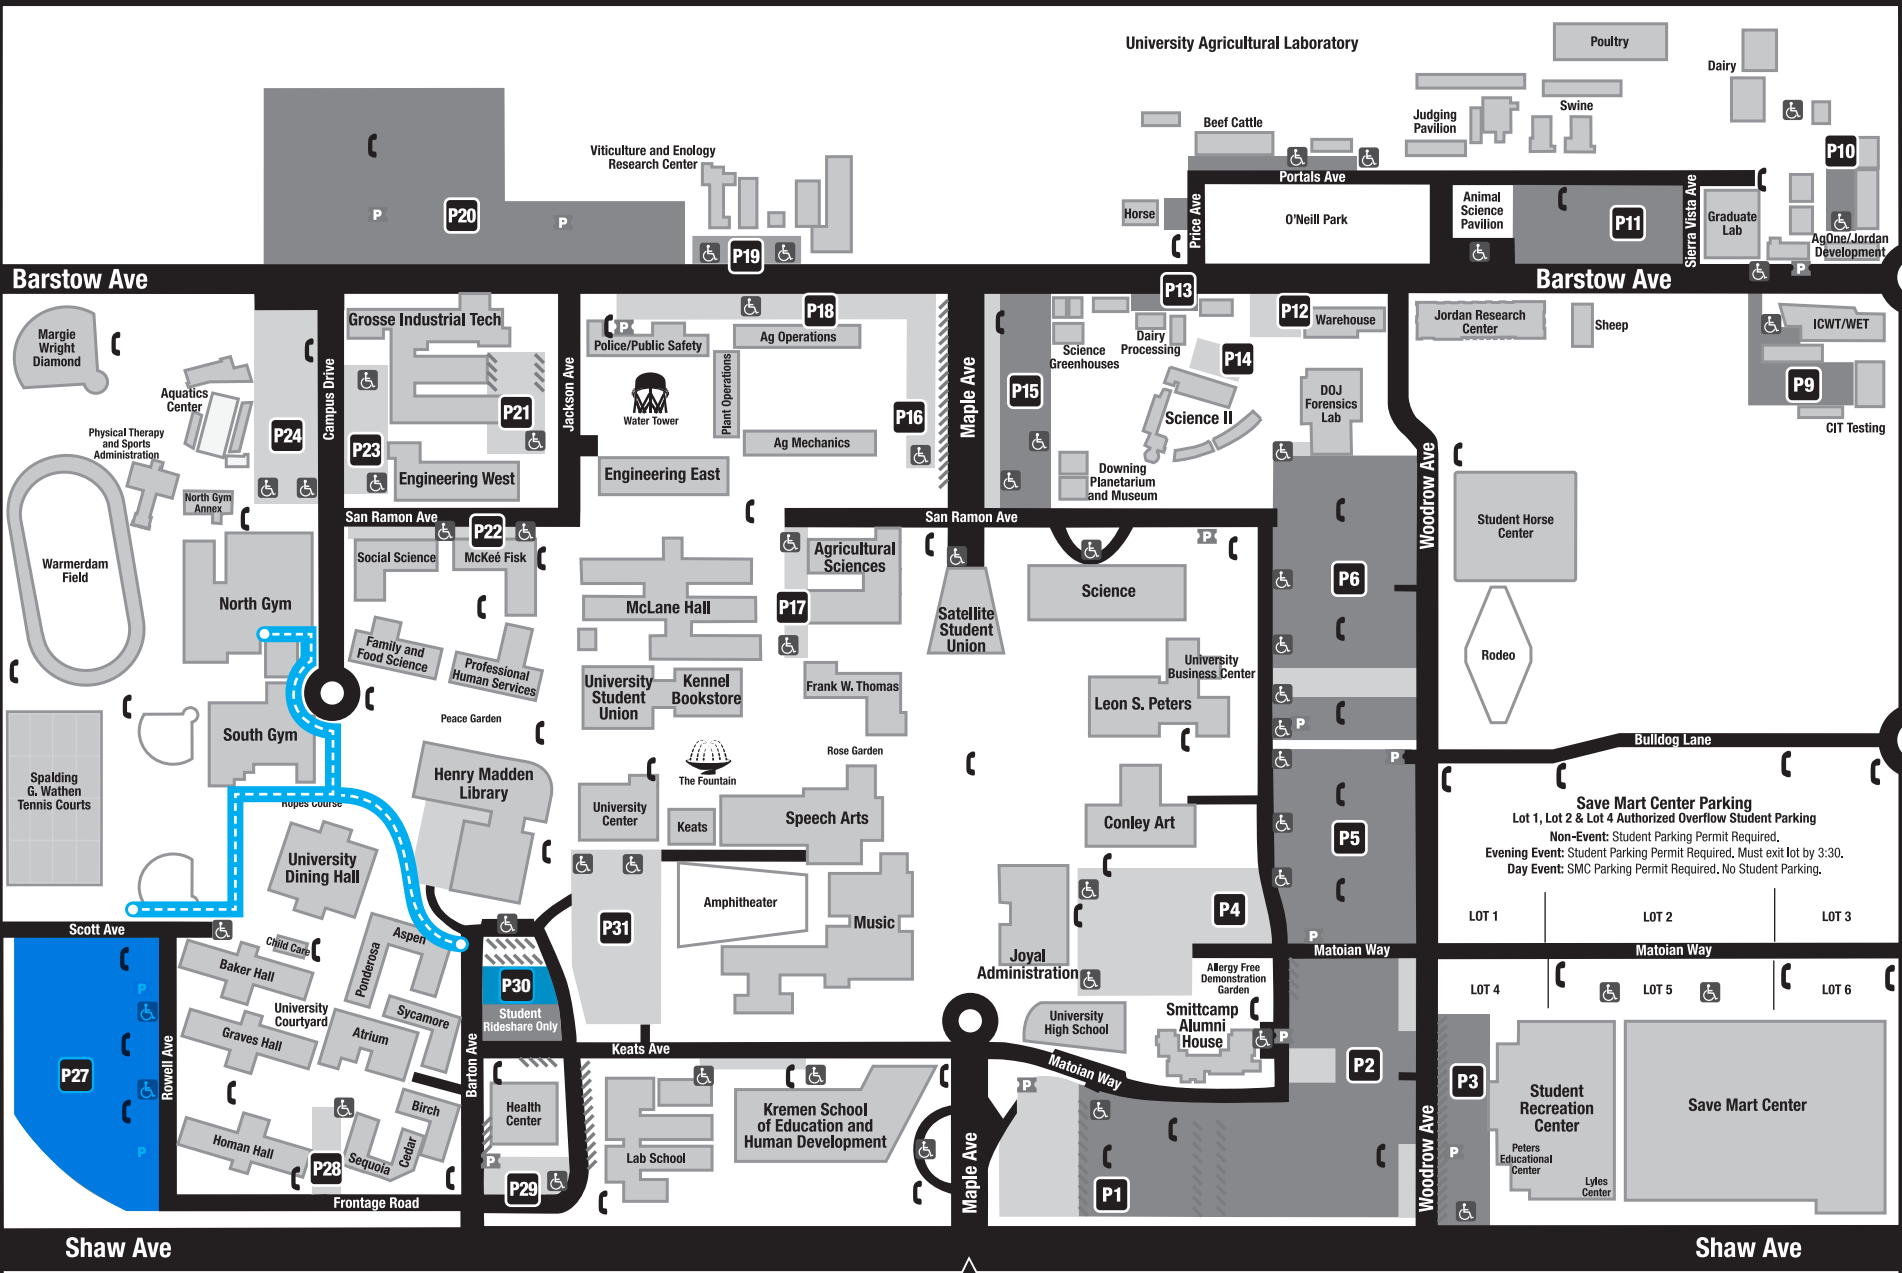 University Agricultural Laboratory
Poultry
Dairy
Swine
Judging
Pavilion
Beef Cattle
P10
Viticulture and Enology
Research Center
Portals Ave
Horse
Price Ave
O'Neill Park
Animal
Science
Pavilion
P11
Sierra Vista Ave
Graduate
Lab
AgOne/Jordan
Development
P
P20
P
P19
P
Barstow Ave
Barstow Ave
Margie
Wright
Diamond
Grosse Industrial Tech
P
Police/Public Safety
P18
Ag Operations
P13
P12
Warehouse
Jordan Research
Center
Sheep
ICWT/WET
P9
CIT Testing
Aquatics
Center
Physical Therapy
and Sports
Administration
P24
Campus Drive
P23
P21
Jackson Ave
Water Tower
Plant Operations
Ag Mechanics
P16
Maple Ave
P15
Science
Greenhouses
Dairy
Processing
P14
Science II
DOJ
Forensics
Lab
Woodrow Ave
Engineering West
Engineering East
Downing
Planetarium
and Museum
North Gym
Annex
Warmerdam
Field
San Ramon Ave
P22
San Ramon Ave
P
Student Horse
Center
Social Science
McKee Fisk
Agricultural
Sciences
North Gym
McLane Hall
P17
Satellite
Student
Union
Science
P6
Rodeo
Family and
Food Science
Professional
Human Services
University
Student
Union
Kennel
Bookstore
Frank W. Thomas
University
Business Center
Leon S. Peters
Peace Garden
South Gym
Rose Garden
P
P
Bulldog Lane
Spalding
G. Wathen
Tennis Courts
Henry Madden
Library
The Fountain
Ropes Course
University
Center
Keats
Speech Arts
Conley Art
P5
Save Mart Center Parking
Lot 1, Lot 2 & Lot 4 Authorized Overflow Student Parking
Non-Event: Student Parking Permit Required.
Evening Event: Student Parking Permit Required. Must exit lot by 3:30.
Day Event: SMC Parking Permit Required. No Student Parking.
LOT 1
LOT 2
LOT 3
University
Dining Hall
Amphitheater
Music
P4
P31
Scott Ave
Child Care
Ponderosa
Aspen
Baker Hall
Joyal
Administration
P
Matoian Way
Matoian Way
Allergy Free
Demonstration
Garden
LOT 4
LOT 5
LOT 6
P
P30
Student
Rideshare Only
University
Courtyard
Sycamore
Graves Hall
Atrium
University
High School
Smittcamp
Alumni
House
P
Keats Ave
Matoian Way
P27
Rowell Ave
Barton Ave
P
P2
P3
Birch
Health
Center
Kremen School
of Education and
Human Development
Student
Recreation
Center
Save Mart Center
Homan Hall
Sequoia
Cedar
Lab School
Maple Ave
Woodrow Ave
P
Peters
Educational
Center
P
P28
P
P29
P1
Lyles
Center
Frontage Road
Shaw Ave
Shaw Ave